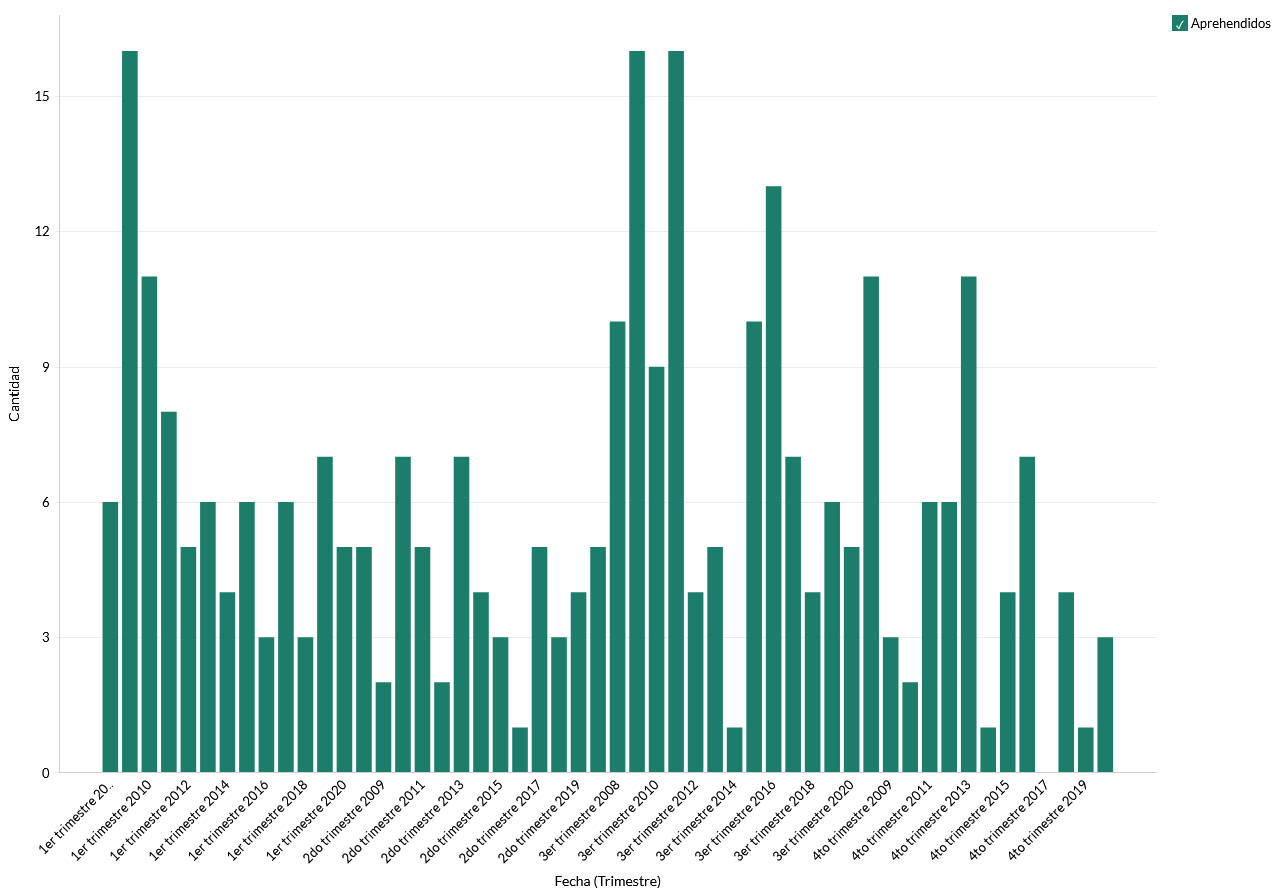 Aprehendidos
15
12
9
6
3
0
Cantidad
1er trimestre 20..
1er trimestre 2010
1er trimestre 2012
1er trimestre 2014
1er trimestre 2016
1er trimestre 2018
1er trimestre 2020
2do trimestre 2009
2do trimestre 2011
2do trimestre 2013
2do trimestre 2015
2do trimestre 2017
2do trimestre 2019
3er trimestre 2008
3er trimestre 2010
3er trimestre 2012
3er trimestre 2014
3er trimestre 2016
3er trimestre 2018
3er trimestre 2020
4to trimestre 2009
4to trimestre 2011
4to trimestre 2013
4to trimestre 2015
4to trimestre 2017
4to trimestre 2019
Fecha (Trimestre)